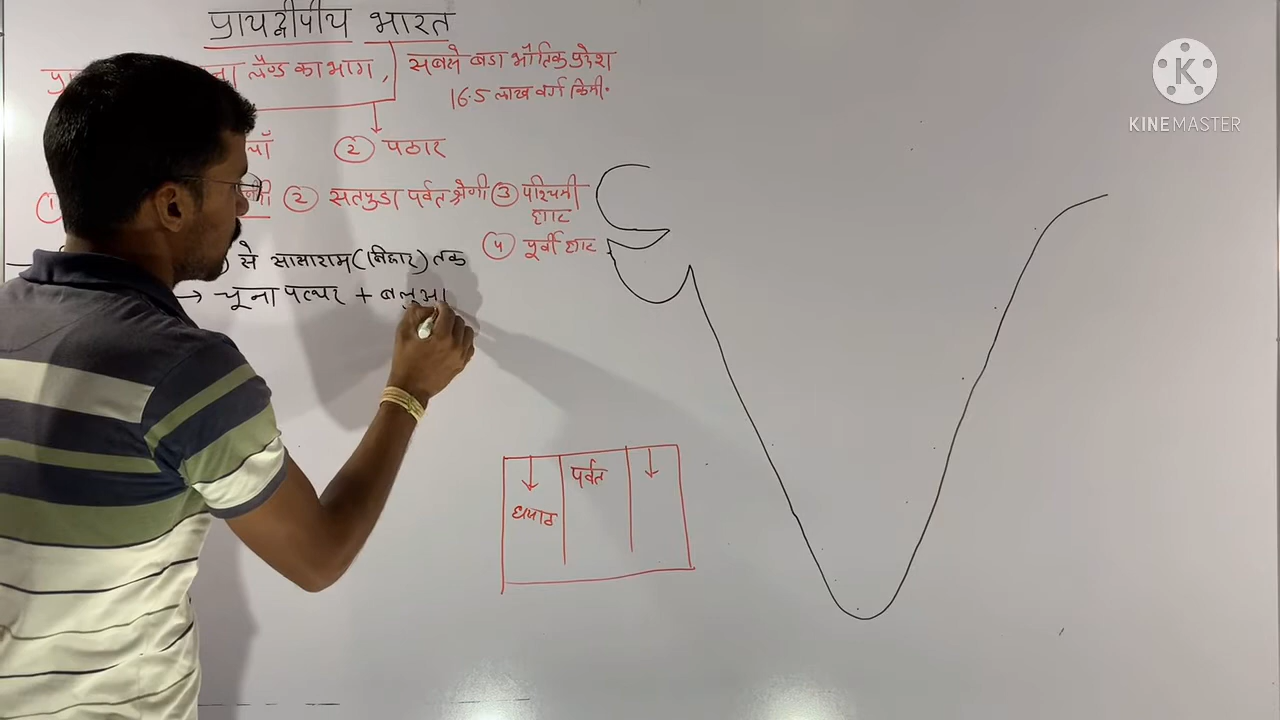 प्रायद्वीपीय भारत
लैण्ड का भाग, सबसे बड़ा भौतिक प्रदेश
16.5 लाख वर्ग किमी.
② पठार
① ② सतपुडा पर्वत श्रेणी ③ पश्चिमी घाट
④ पूर्वी घाट
से सासाराम (बिहार) तक
→ चूना पत्थर + बलुआ
पर्वत
KINEMASTER